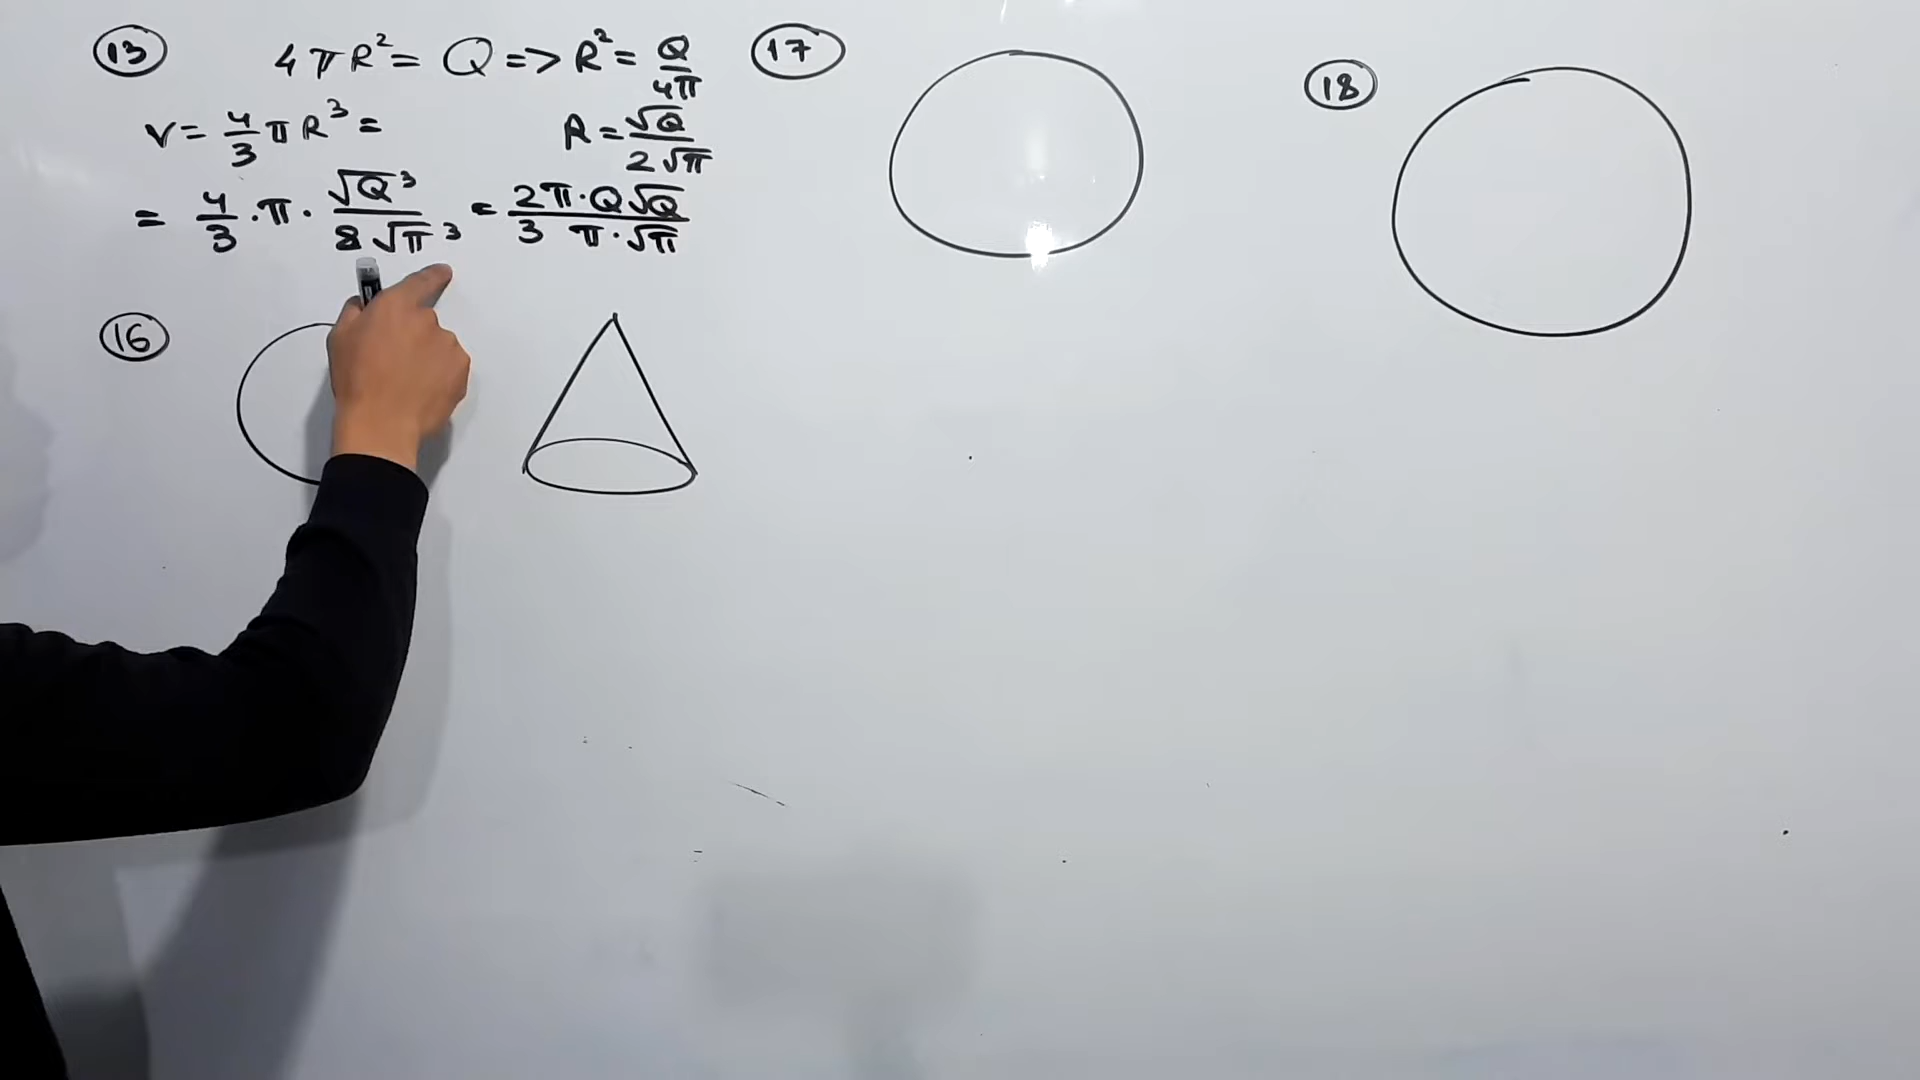 13 4πR² = Q => R² = Q/4π
V = 4/3 πR³ = R = √Q/2√π
= 4/3 · π · √Q³/8√π³ = 2π·Q√Q/3 π·√π
16
17
18